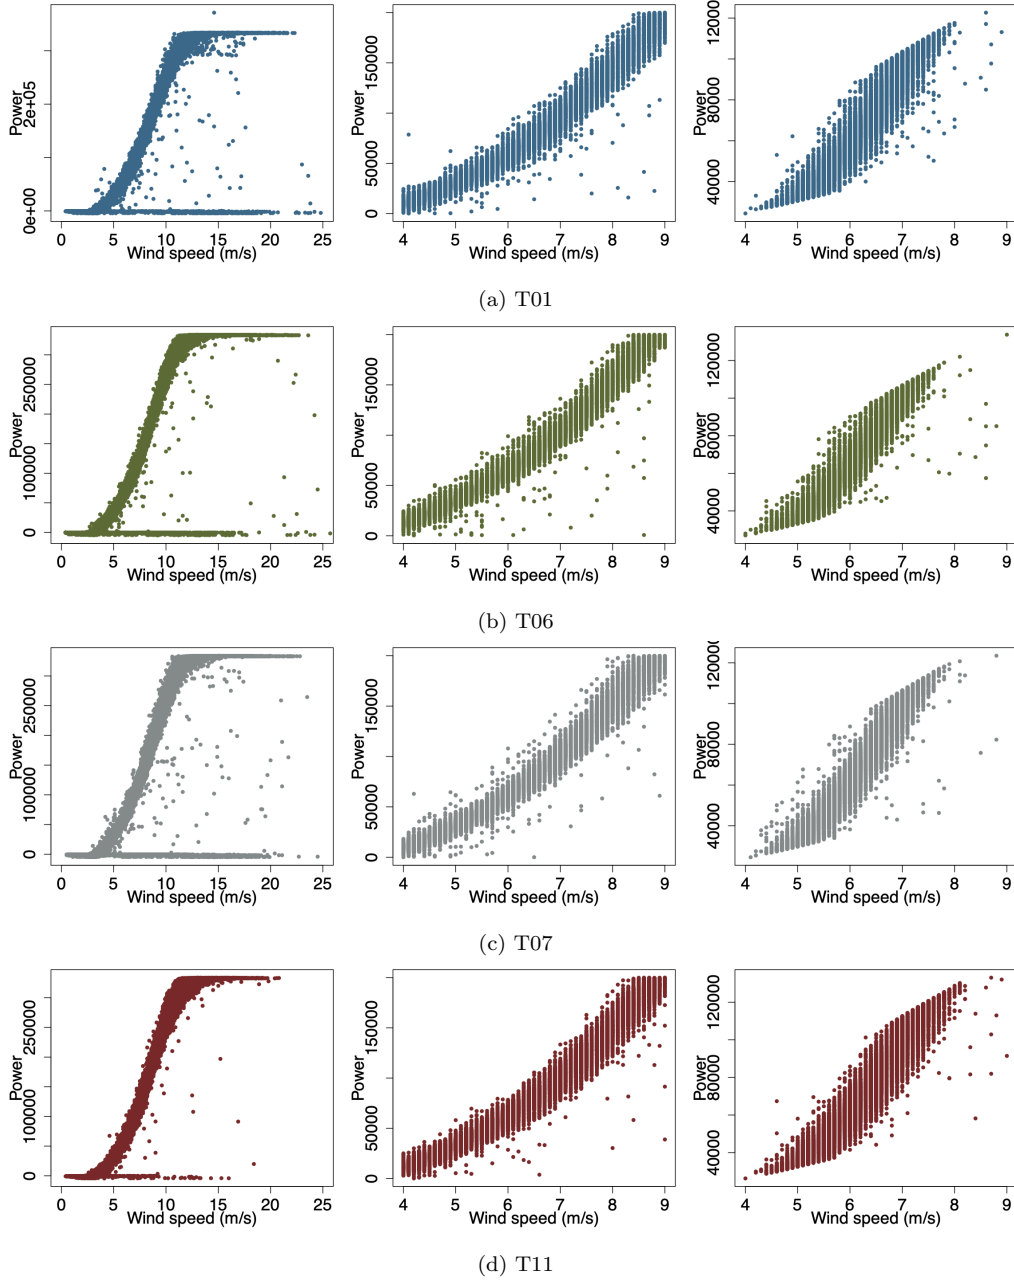 Power
0e+00 2e+05
0 5 10 15 20 25
Wind speed (m/s)
Power
0 50000 150000
4 5 6 7 8 9
Wind speed (m/s)
Power
40000 80000 12000
4 5 6 7 8 9
Wind speed (m/s)
(a) T01
Power
0 100000 250000
0 5 10 15 20 25
Wind speed (m/s)
Power
0 50000 150000
4 5 6 7 8 9
Wind speed (m/s)
Power
40000 80000 120000
4 5 6 7 8 9
Wind speed (m/s)
(b) T06
Power
0 100000 250000
0 5 10 15 20 25
Wind speed (m/s)
Power
0 50000 150000
4 5 6 7 8 9
Wind speed (m/s)
Power
40000 80000 120000
4 5 6 7 8 9
Wind speed (m/s)
(c) T07
Power
0 100000 250000
0 5 10 15 20 25
Wind speed (m/s)
Power
0 50000 150000
4 5 6 7 8 9
Wind speed (m/s)
Power
40000 80000 120000
4 5 6 7 8 9
Wind speed (m/s)
(d) T11